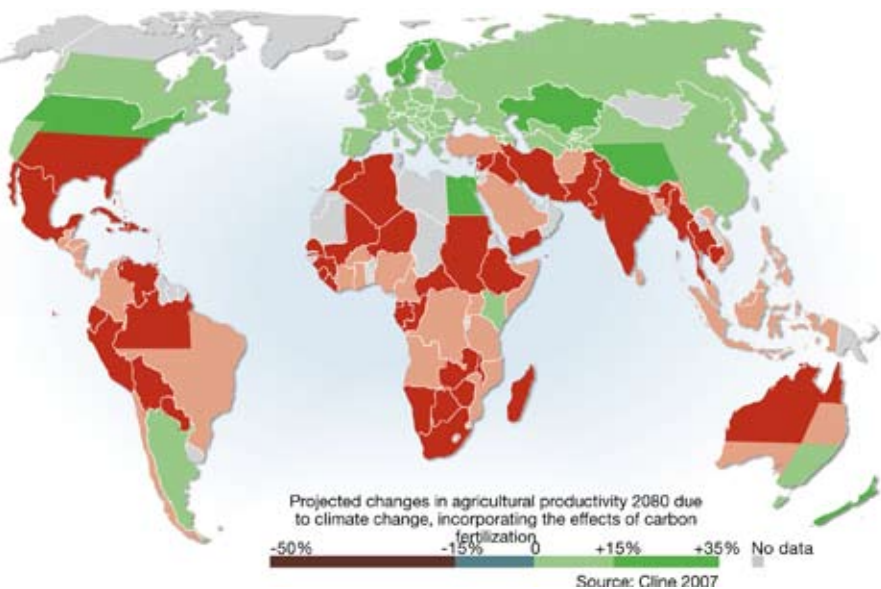 Projected changes in agricultural productivity 2080 due
to climate change, incorporating the effects of carbon
fertilization
-50% -15% 0 +15% +35% No data
Source: Cline 2007